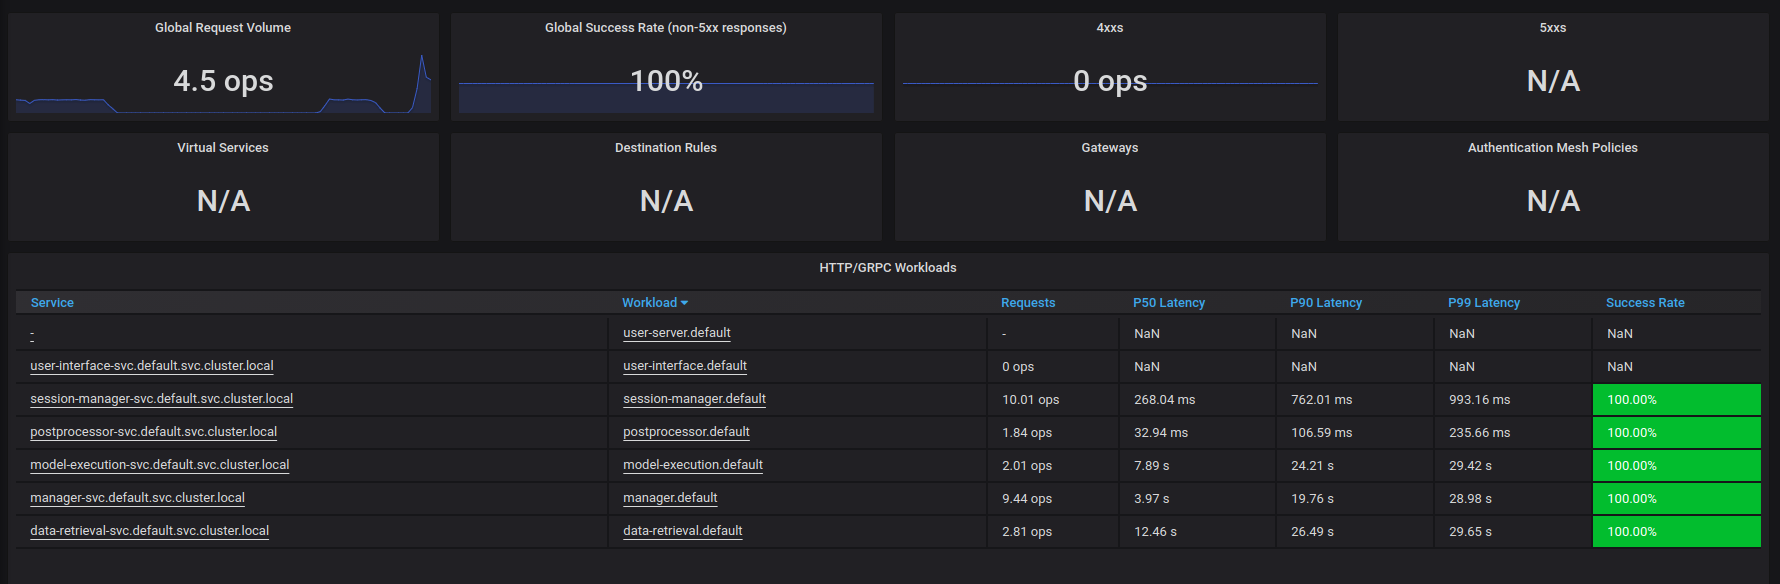 Global Request Volume
4.5 ops
Global Success Rate (non-5xx responses)
100%
4xxs
0 ops
5xxs
N/A
Virtual Services
N/A
Destination Rules
N/A
Gateways
N/A
Authentication Mesh Policies
N/A
HTTP/GRPC Workloads
Service Workload Requests P50 Latency P90 Latency P99 Latency Success Rate
- user-server.default - NaN NaN NaN NaN
user-interface-svc.default.svc.cluster.local user-interface.default 0 ops NaN NaN NaN NaN
session-manager-svc.default.svc.cluster.local session-manager.default 10.01 ops 268.04 ms 762.01 ms 993.16 ms 100.00%
postprocessor-svc.default.svc.cluster.local postprocessor.default 1.84 ops 32.94 ms 106.59 ms 235.66 ms 100.00%
model-execution-svc.default.svc.cluster.local model-execution.default 2.01 ops 7.89 s 24.21 s 29.42 s 100.00%
manager-svc.default.svc.cluster.local manager.default 9.44 ops 3.97 s 19.76 s 28.98 s 100.00%
data-retrieval-svc.default.svc.cluster.local data-retrieval.default 2.81 ops 12.46 s 26.49 s 29.65 s 100.00%